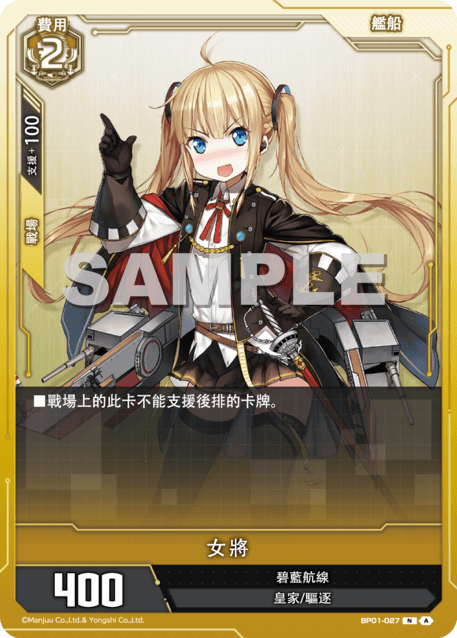 費用
2
艦船
支援+100
戰場
SAMPLE
■戰場上的此卡不能支援後排的卡牌。
女將
400
碧藍航線
皇家/驅逐
©Manjuu Co.,Ltd.& Yongshi Co.,Ltd.
BP01-027 N A